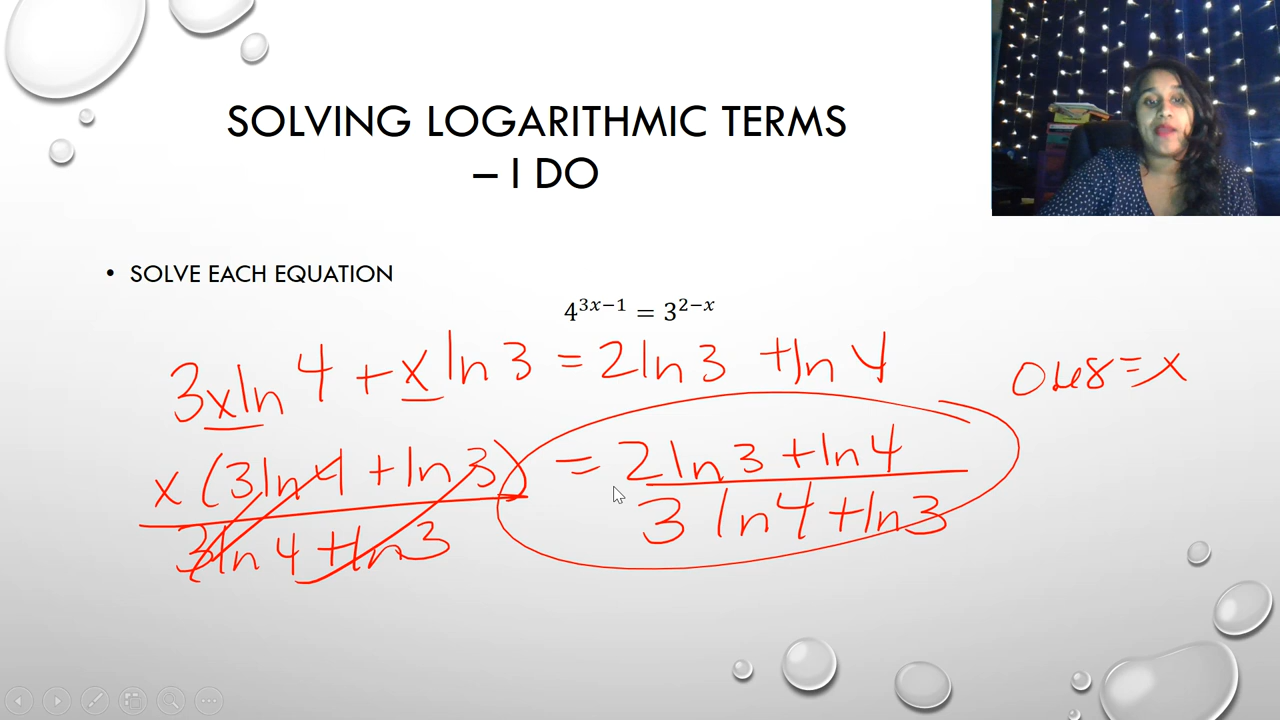 SOLVING LOGARITHMIC TERMS
– I DO
• SOLVE EACH EQUATION
4^{3x−1} = 3^{2−x}
3x ln 4 + x ln 3 = 2 ln 3 + ln 4
0.68 = x
x (3 ln 4 + ln 3) = 2 ln 3 + ln 4
3 ln 4 + ln 3 3 ln 4 + ln 3